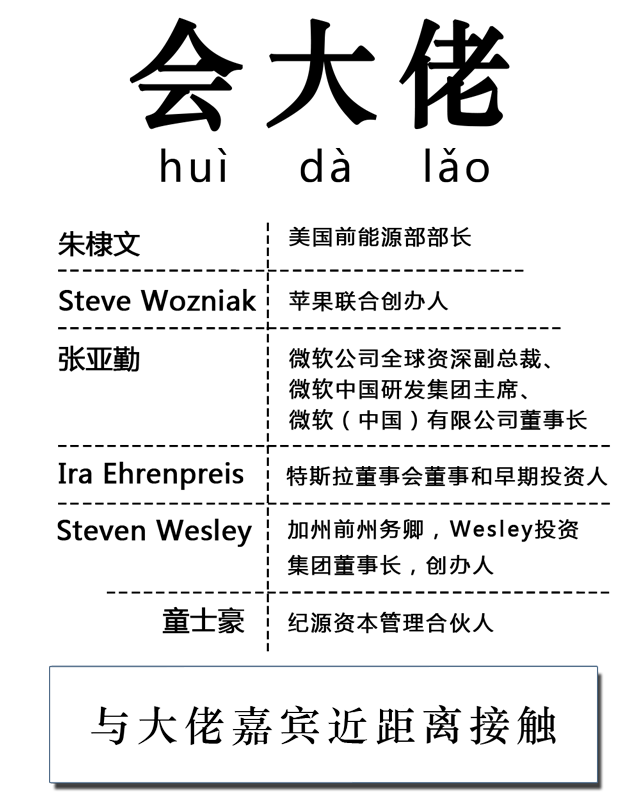 会大佬
huì dà lǎo
朱棣文 美国前能源部部长
Steve Wozniak 苹果联合创办人
张亚勤 微软公司全球资深副总裁、
微软中国研发集团主席、
微软（中国）有限公司董事长
Ira Ehrenpreis 特斯拉董事会董事和早期投资人
Steven Wesley 加州前州务卿，Wesley投资
集团董事长，创办人
童士豪 纪源资本管理合伙人
与大佬嘉宾近距离接触